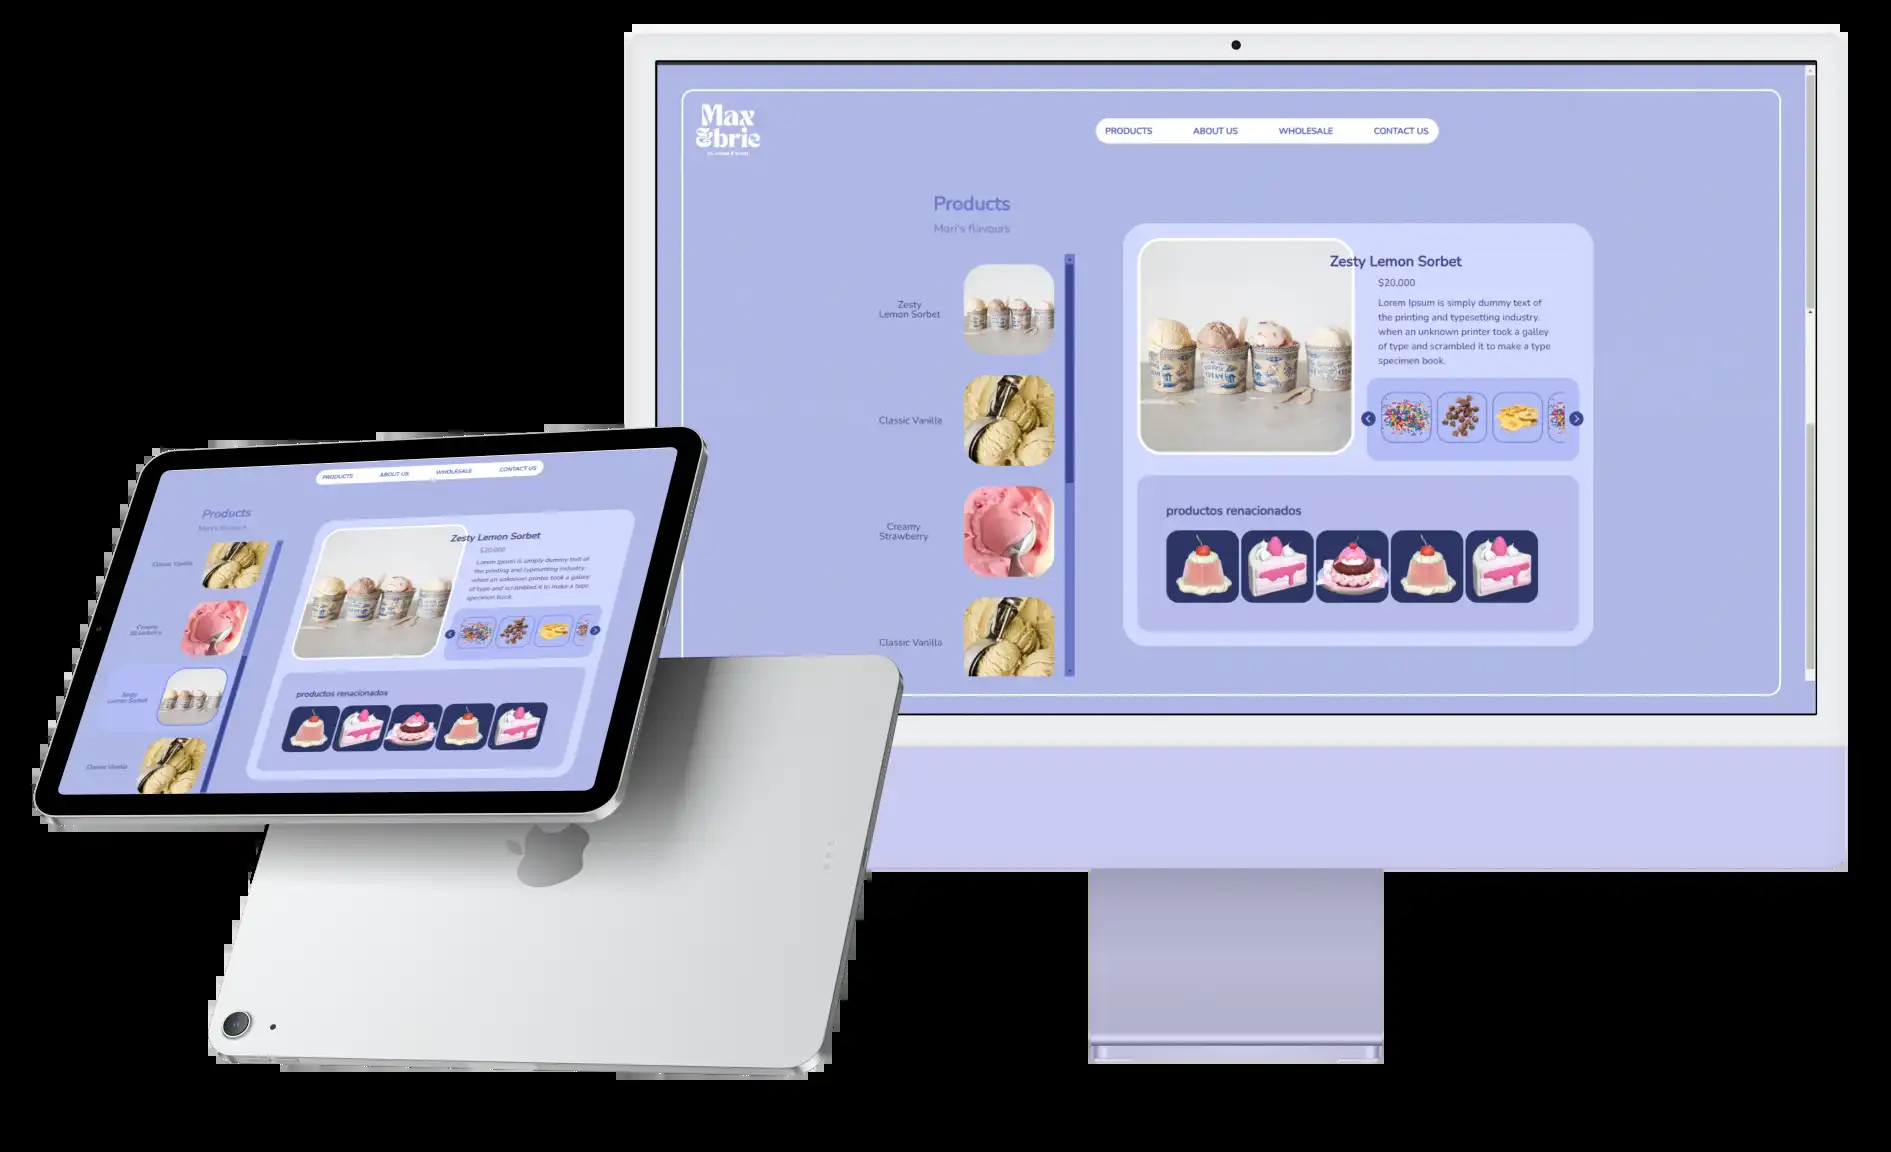 Max
&brie
PRODUCTS
ABOUT US
WHOLESALE
CONTACT US
Products
Mari's flavours
Zesty
Lemon Sorbet
Classic Vanilla
Creamy
Strawberry
Classic Vanilla
Zesty Lemon Sorbet
$20,000
Lorem Ipsum is simply dummy text of
the printing and typesetting industry.
when an unknown printer took a galley
of type and scrambled it to make a type
specimen book.
productos renacionados
PRODUCTS
ABOUT US
WHOLESALE
CONTACT US
Products
Mari's flavours
Classic Vanilla
Creamy
Strawberry
Zesty
Lemon Sorbet
Classic Vanilla
Zesty Lemon Sorbet
$20,000
Lorem Ipsum is simply dummy text of
the printing and typesetting industry.
when an unknown printer took a galley
of type and scrambled it to make a type
specimen book.
productos renacionados